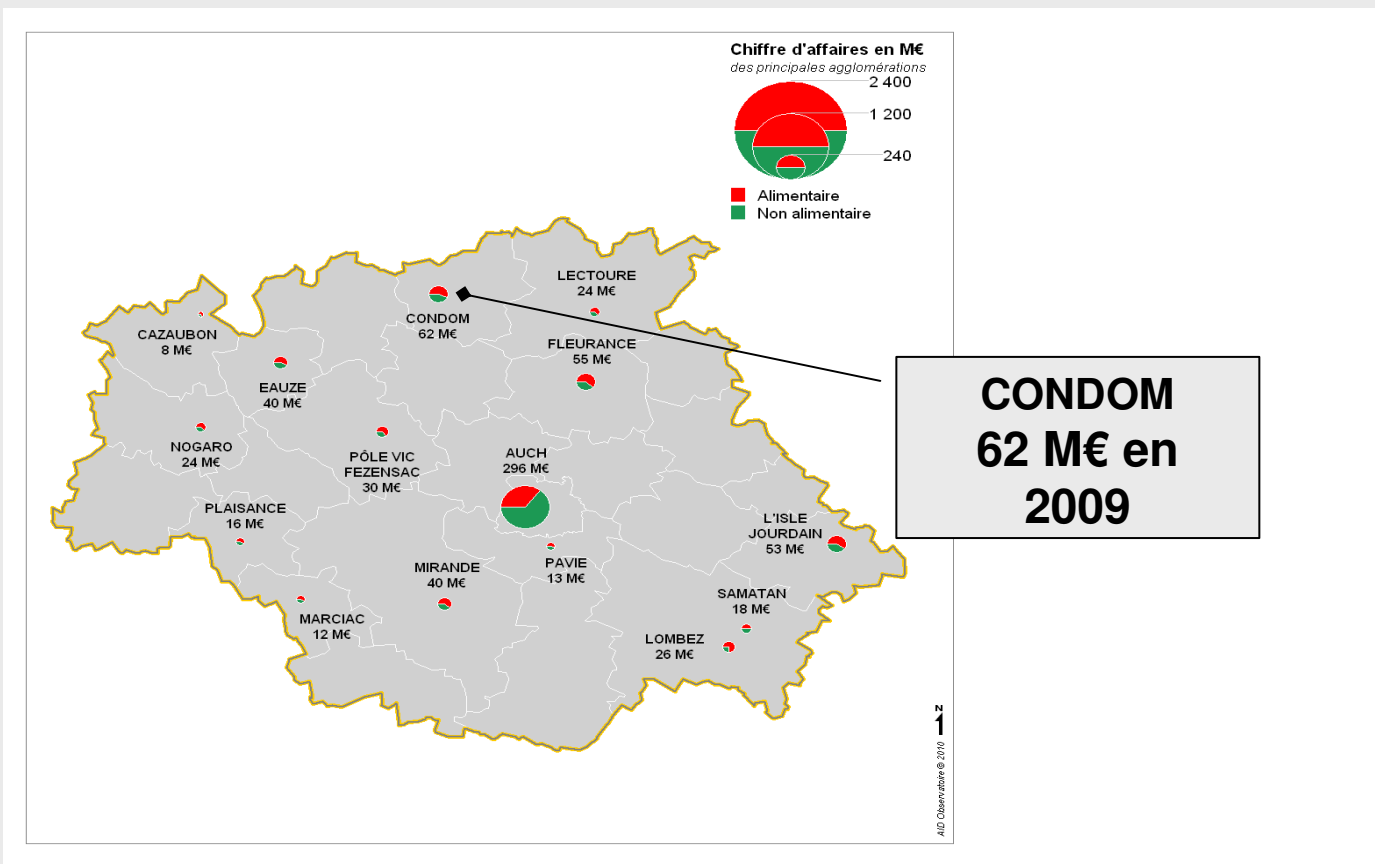 Chiffre d'affaires en M€
des principales agglomérations
2 400
1 200
240
Alimentaire
Non alimentaire
LECTOURE
24 M€
CONDOM
62 M€
CAZAUBON
8 M€
FLEURANCE
55 M€
EAUZE
40 M€
NOGARO
24 M€
PÔLE VIC
FEZENSAC
30 M€
AUCH
296 M€
PLAISANCE
16 M€
L'ISLE
JOURDAIN
53 M€
MIRANDE
40 M€
PAVIE
13 M€
SAMATAN
18 M€
MARCIAC
12 M€
LOMBEZ
26 M€
CONDOM
62 M€ en
2009
N
AID Observatoire © 2010